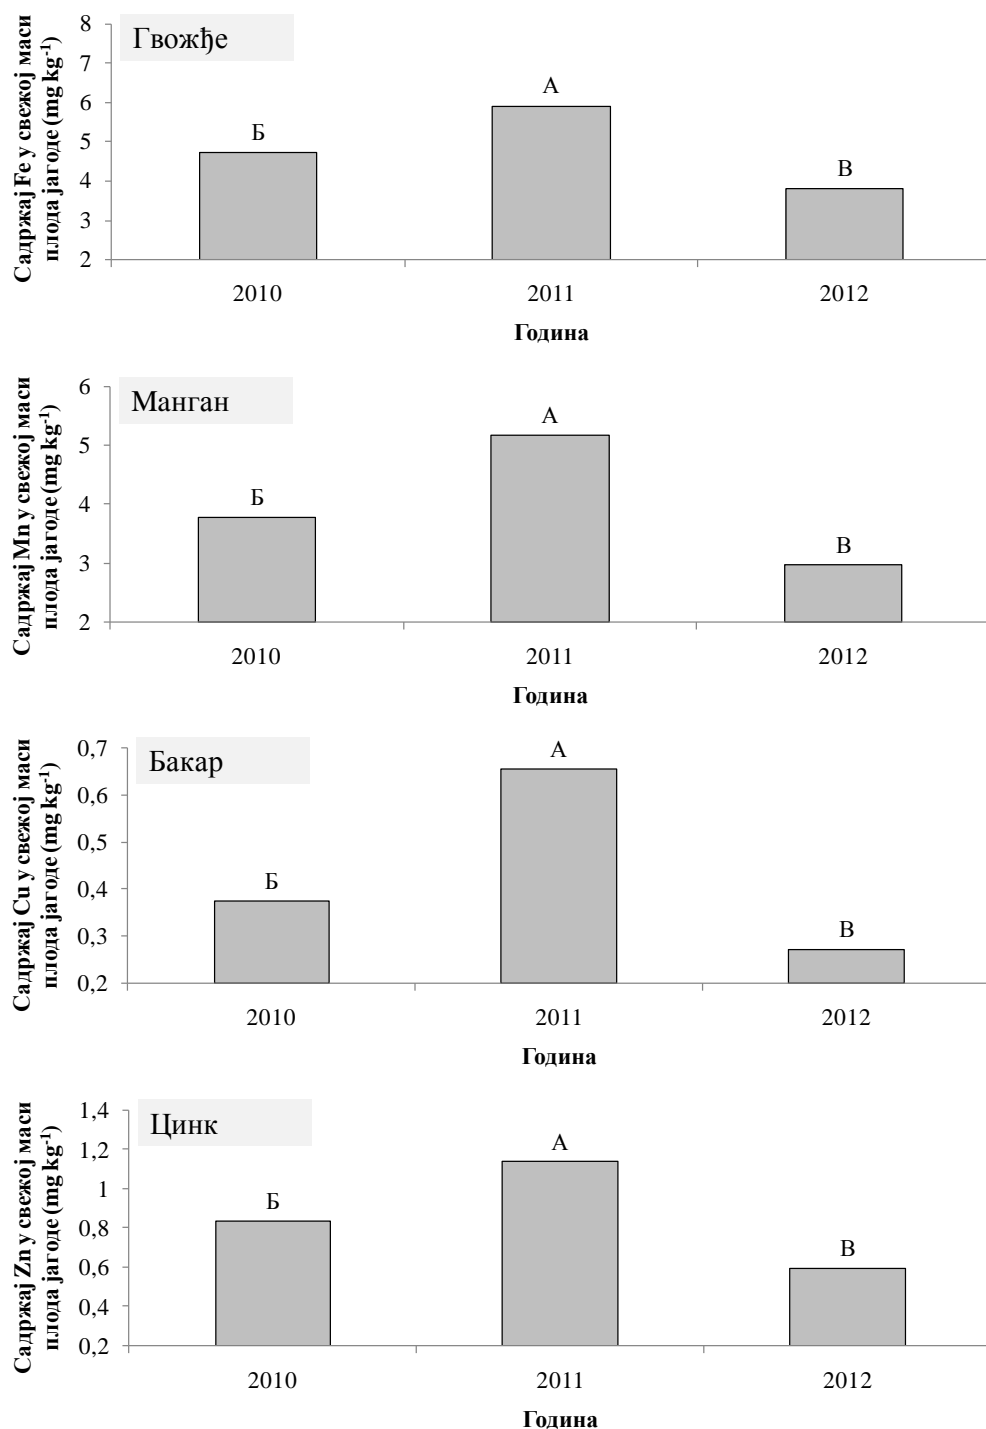 Гвожђе
Садржај Fe у свежој маси
плода јагоде (mg kg⁻¹)
8
7
6
5
4
3
2
Б
А
В
2010 2011 2012
Година
Манган
Садржај Mn у свежој маси
плода јагоде (mg kg⁻¹)
6
5
4
3
2
Б
А
В
2010 2011 2012
Година
Бакар
Садржај Cu у свежој маси
плода јагоде (mg kg⁻¹)
0,7
0,6
0,5
0,4
0,3
0,2
Б
А
В
2010 2011 2012
Година
Цинк
Садржај Zn у свежој маси
плода јагоде (mg kg⁻¹)
1,4
1,2
1
0,8
0,6
0,4
0,2
Б
А
В
2010 2011 2012
Година